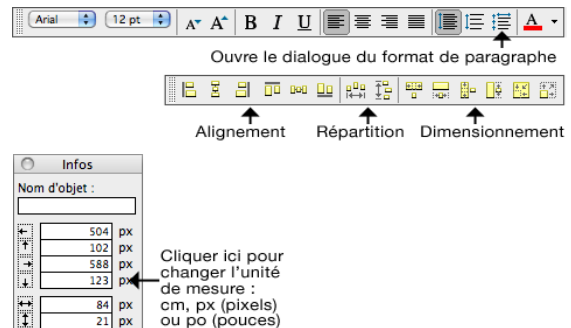 Arial 12 pt A A B I U A
Ouvre le dialogue du format de paragraphe
Alignement Répartition Dimensionnement
Infos
Nom d'objet :
504 px
102 px
588 px
123 px
Cliquer ici pour
changer l'unité
de mesure :
cm, px (pixels)
ou po (pouces)
84 px
21 px